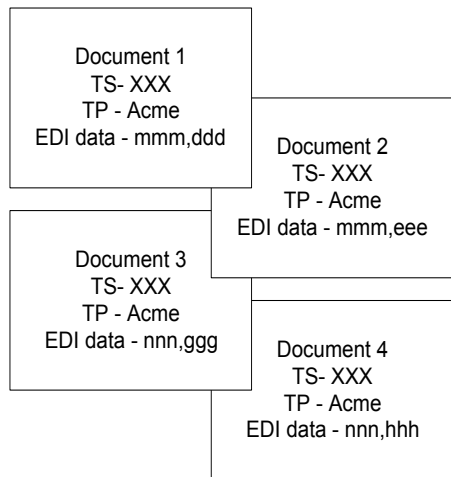 Document 1
TS- XXX
TP - Acme
EDI data - mmm,ddd
Document 2
TS- XXX
TP - Acme
EDI data - mmm,eee
Document 3
TS- XXX
TP - Acme
EDI data - nnn,ggg
Document 4
TS- XXX
TP - Acme
EDI data - nnn,hhh